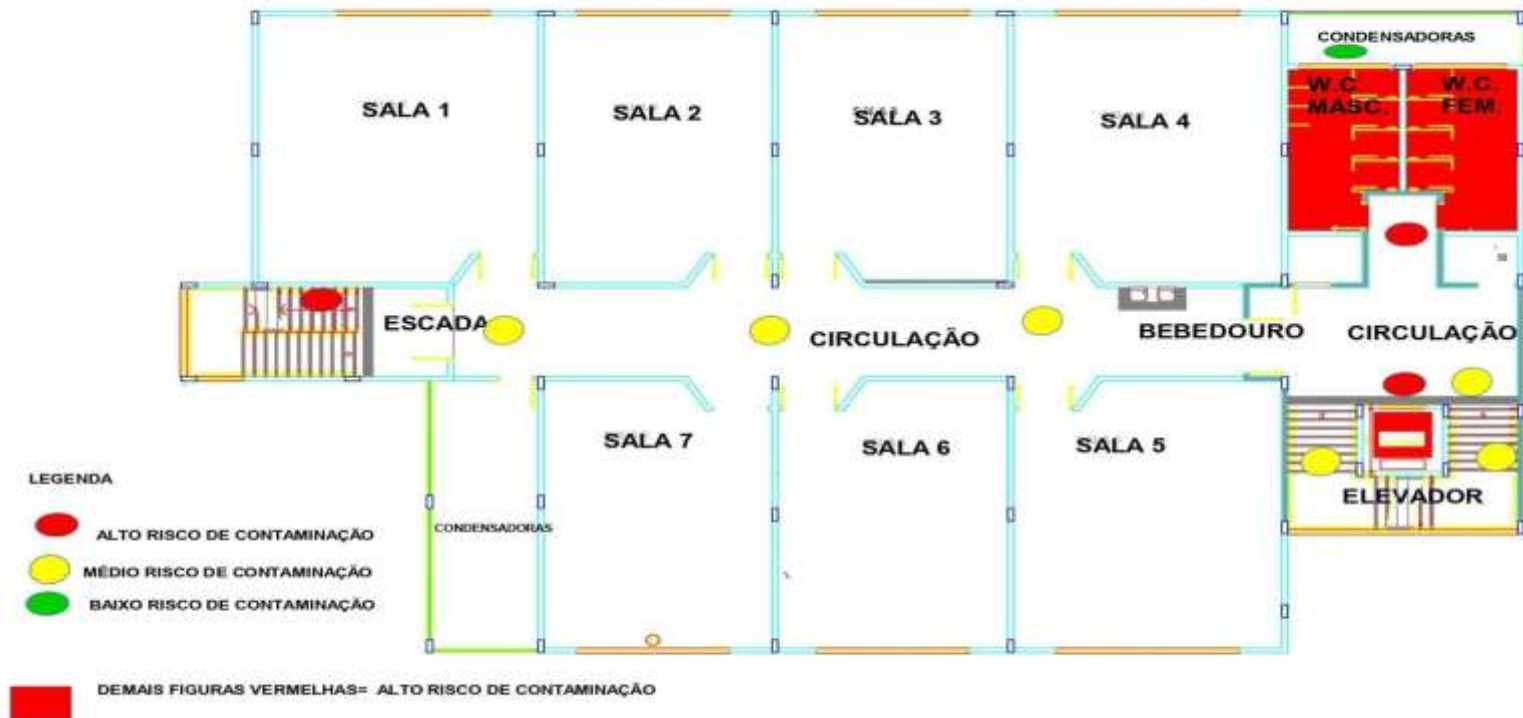 CONDENSADORAS
SALA 1
SALA 2
SALA 3
SALA 4
W.C
MASC.
W.C.
FEM.
ESCADA
CIRCULAÇÃO
BEBEDOURO
CIRCULAÇÃO
SALA 7
SALA 6
SALA 5
ELEVADOR
CONDENSADORAS
LEGENDA
ALTO RISCO DE CONTAMINAÇÃO
MÉDIO RISCO DE CONTAMINAÇÃO
BAIXO RISCO DE CONTAMINAÇÃO
DEMAIS FIGURAS VERMELHAS= ALTO RISCO DE CONTAMINAÇÃO